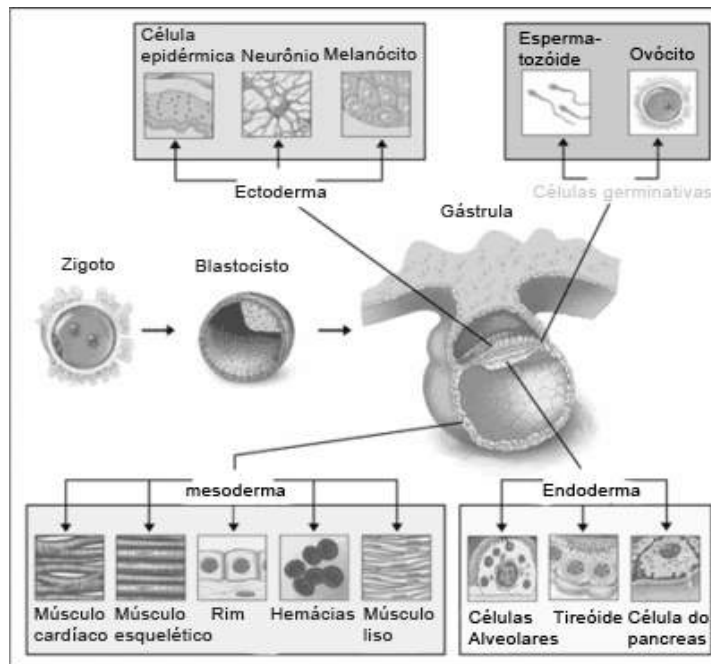 Célula
epidérmica Neurônio Melanócito
Esperma-
tozóide Ovócito
Ectoderma
Células germinativas
Gástrula
Zigoto
Blastocisto
mesoderma
Endoderma
Músculo
cardíaco
Músculo
esquelético
Rim
Hemácias
Músculo
liso
Células
Alveolares
Tireóide
Célula do
pancreas